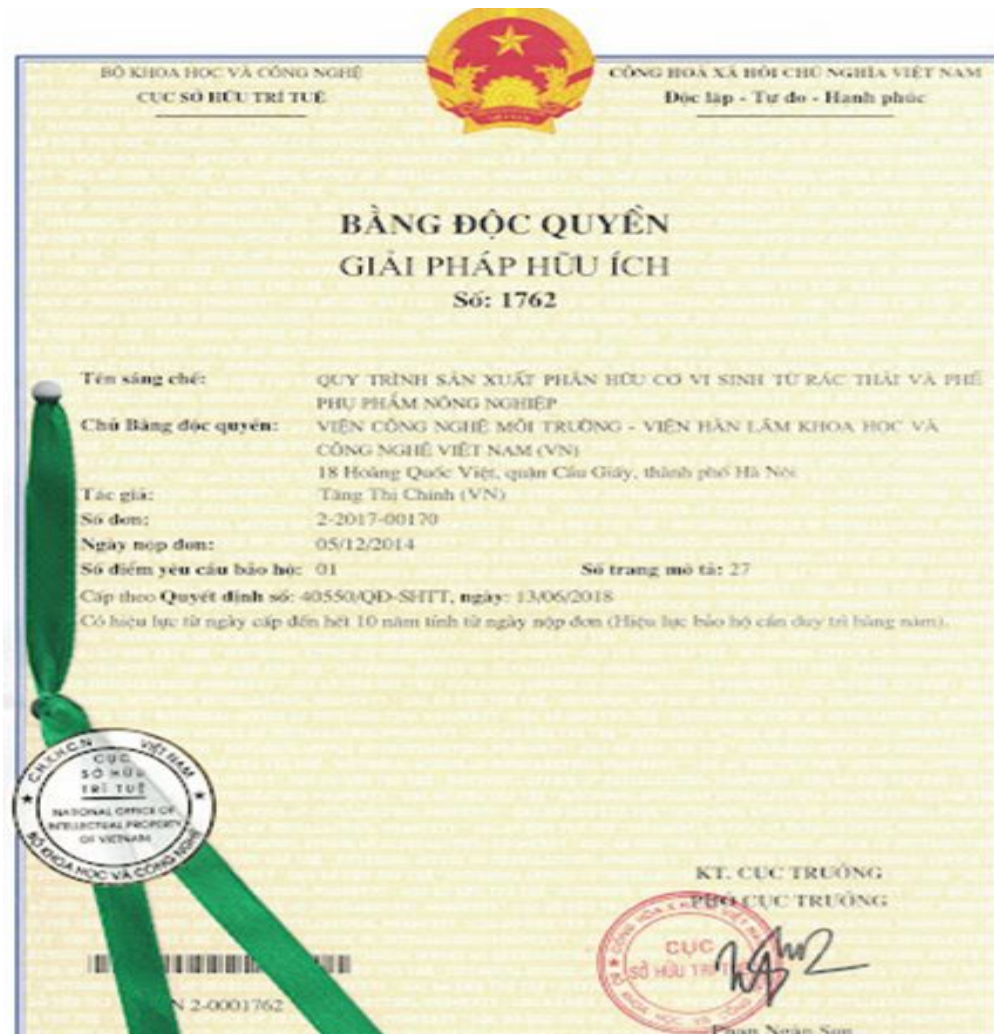 BỘ KHOA HỌC VÀ CÔNG NGHỆ
CỤC SỞ HỮU TRÍ TUỆ
CỘNG HOÀ XÃ HỘI CHỦ NGHĨA VIỆT NAM
Độc lập - Tự do - Hạnh phúc
BẰNG ĐỘC QUYỀN
GIẢI PHÁP HỮU ÍCH
Số: 1762
Tên sáng chế: QUY TRÌNH SẢN XUẤT PHÂN HỮU CƠ VI SINH TỪ RÁC THẢI VÀ PHẾ
PHỤ PHẨM NÔNG NGHIỆP
Chủ Bằng độc quyền: VIỆN CÔNG NGHỆ MÔI TRƯỜNG - VIỆN HÀN LÂM KHOA HỌC VÀ
CÔNG NGHỆ VIỆT NAM (VN)
18 Hoàng Quốc Việt, quận Cầu Giấy, thành phố Hà Nội
Tác giả: Tăng Thị Chính (VN)
Số đơn: 2-2017-00170
Ngày nộp đơn: 05/12/2014
Số điểm yêu cầu bảo hộ: 01 Số trang mô tả: 27
Cấp theo Quyết định số: 40550/QĐ-SHTT, ngày: 13/06/2018
Có hiệu lực từ ngày cấp đến hết 10 năm tính từ ngày nộp đơn (Hiệu lực bảo hộ cần duy trì hàng năm).
C.H.X.H.C.N VIỆT NAM
CỤC
SỞ HỮU
TRÍ TUỆ
NATIONAL OFFICE OF
INTELLECTUAL PROPERTY
OF VIETNAM
BỘ KHOA HỌC VÀ CÔNG NGHỆ
KT. CỤC TRƯỞNG
PHÓ CỤC TRƯỞNG
CỤC
SỞ HỮU TRÍ
N 2-0001762
Phan Ngân Sơn